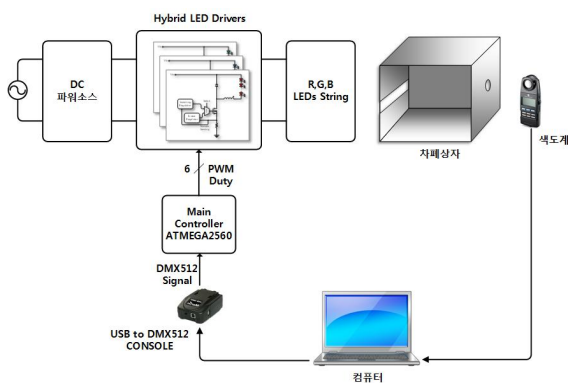 Hybrid LED Drivers
DC
파워소스
R,G,B
LEDs String
차폐상자
색도계
6
PWM
Duty
Main
Controller
ATMEGA2560
DMX512
Signal
USB to DMX512
CONSOLE
컴퓨터